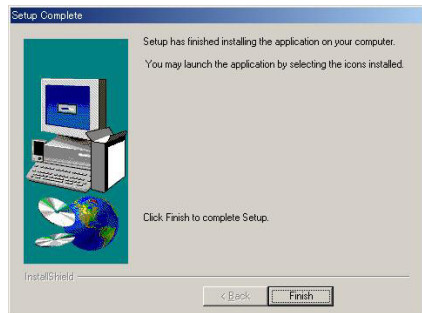 Setup Complete
Setup has finished installing the application on your computer.
You may launch the application by selecting the icons installed.
Click Finish to complete Setup.
InstallShield
< Back
Finish